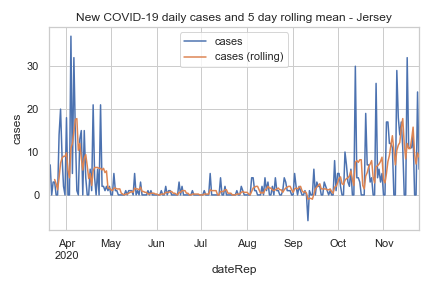 New COVID-19 daily cases and 5 day rolling mean - Jersey
cases
cases (rolling)
30
20
10
0
cases
Apr
2020
May
Jun
Jul
Aug
Sep
Oct
Nov
dateRep